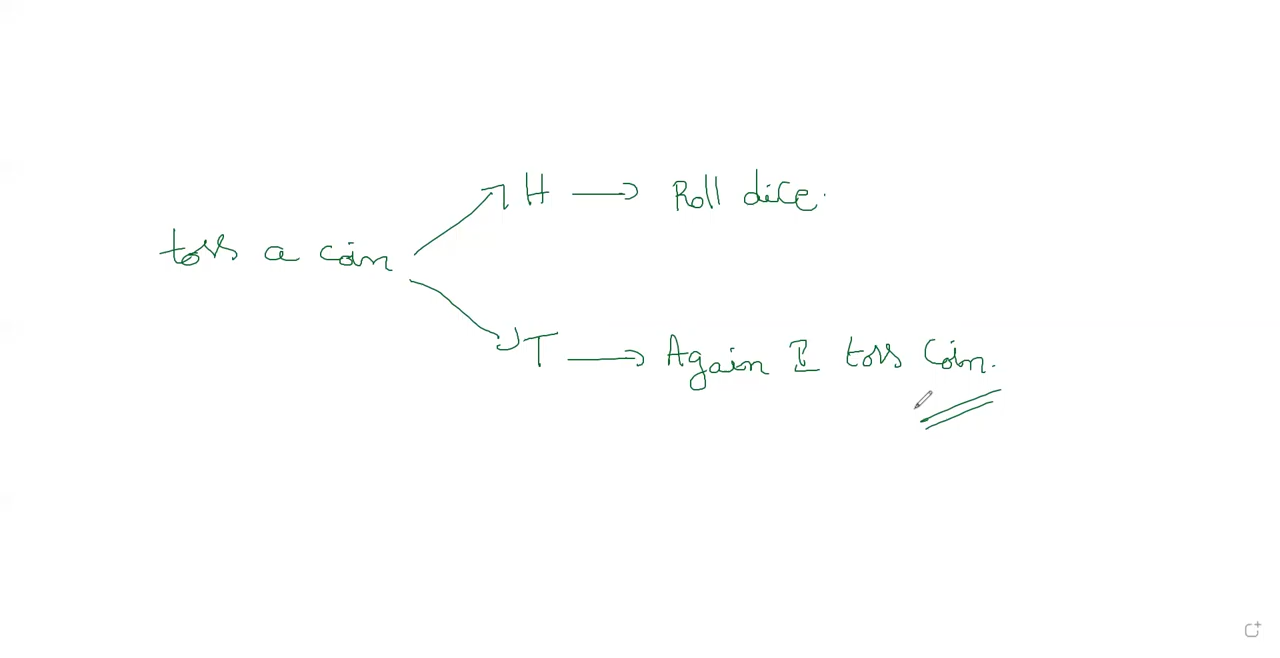 H → Roll dice.
toss a coin
T → Again I toss Coin.